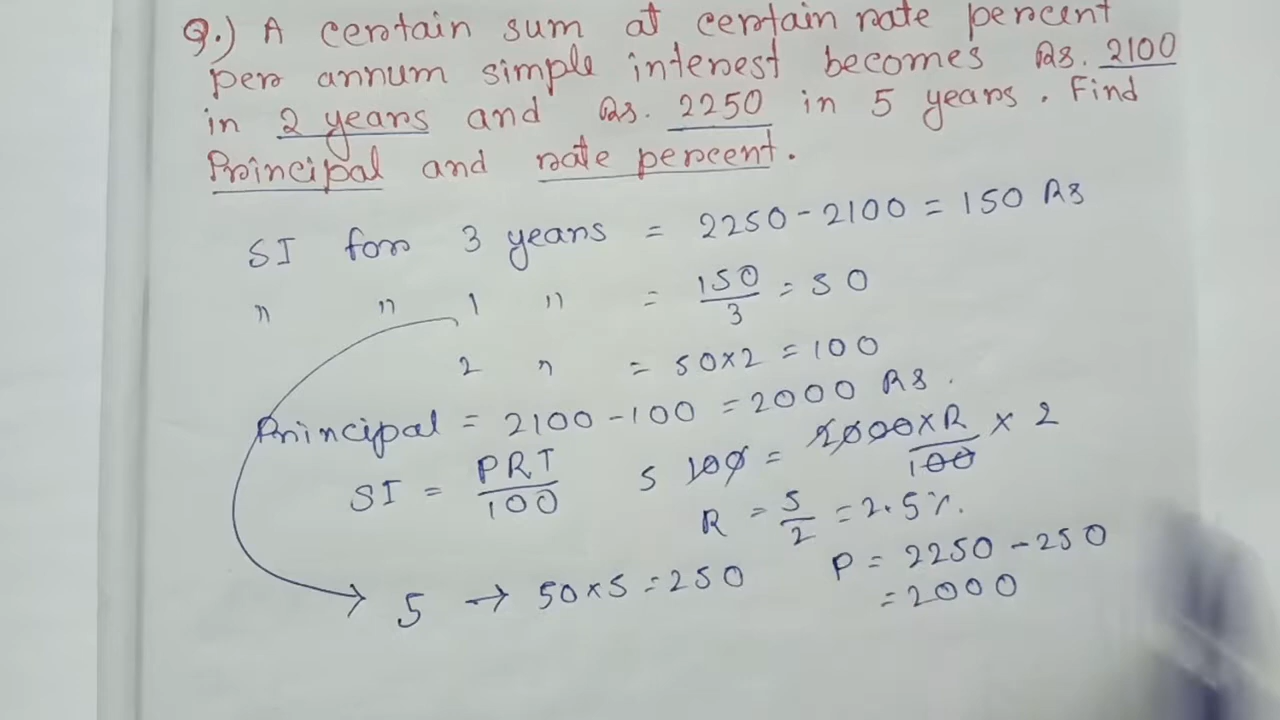 Q.) A certain sum at certain rate percent
per annum simple interest becomes Rs. 2100
in 2 years and Rs. 2250 in 5 years. Find
Principal and rate percent.
SI for 3 years = 2250 - 2100 = 150 Rs
" " 1 " = 150/3 = 50
2 " = 50×2 = 100
Principal = 2100 - 100 = 2000 Rs.
SI = PRT/100 5 100 = 2000×R/100 × 2
R = 5/2 = 2.5%.
5 → 50×5 = 250 P = 2250 - 250
= 2000